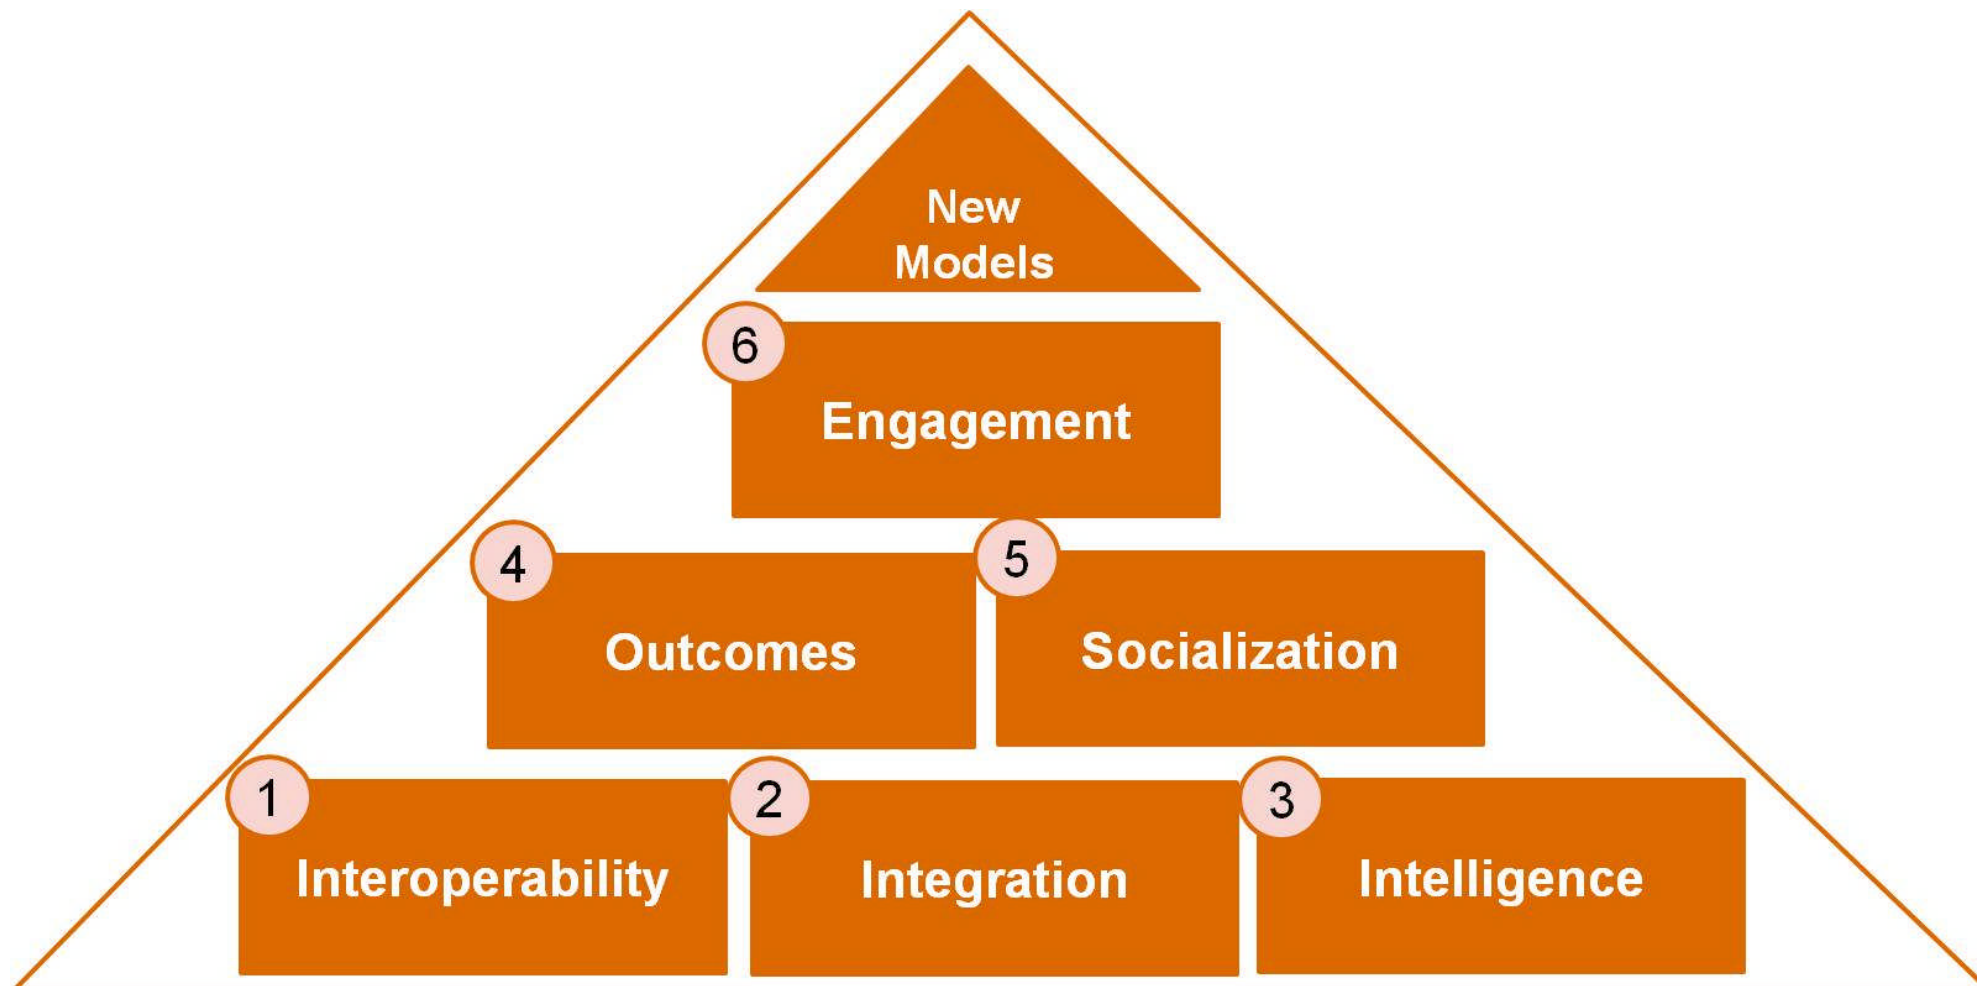 New
Models
6
Engagement
4
5
Outcomes
Socialization
1
2
3
Interoperability
Integration
Intelligence